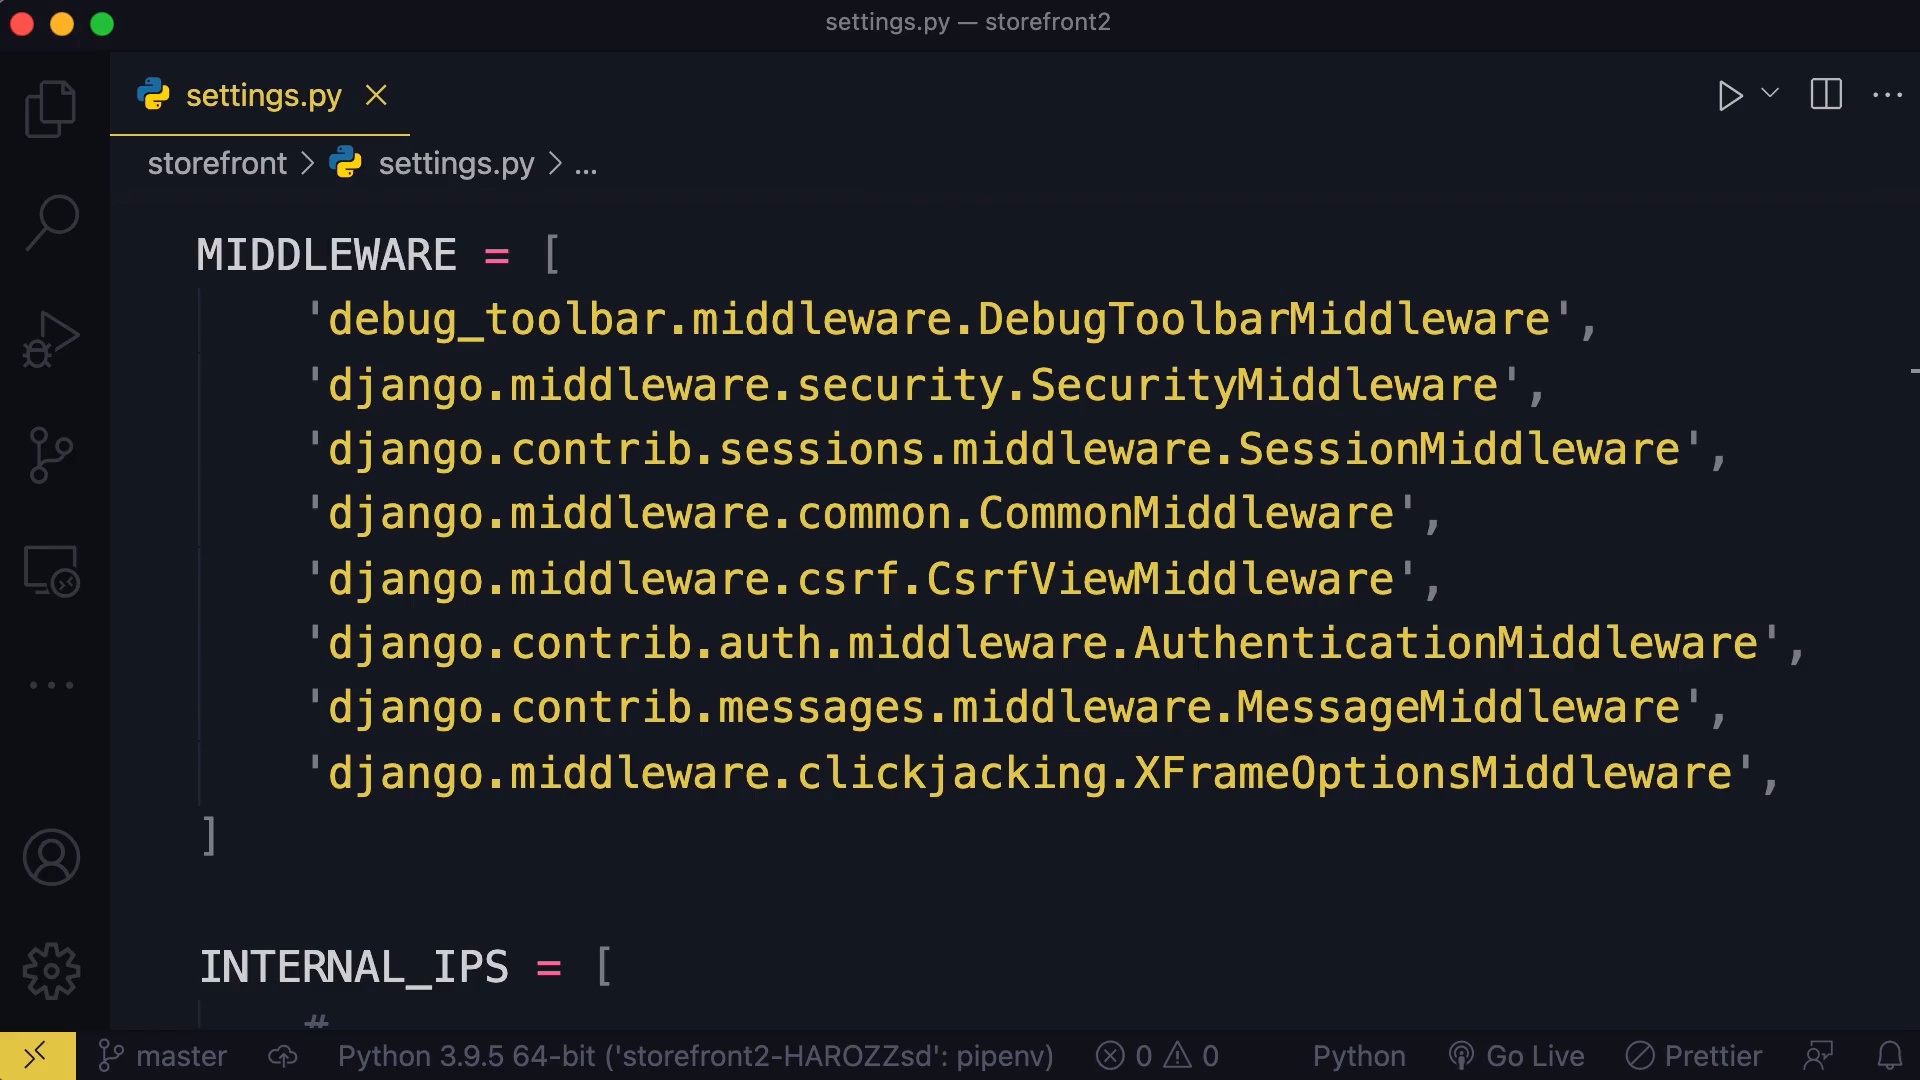 settings.py — storefront2
settings.py
storefront > settings.py > ...
MIDDLEWARE = [
    'debug_toolbar.middleware.DebugToolbarMiddleware',
    'django.middleware.security.SecurityMiddleware',
    'django.contrib.sessions.middleware.SessionMiddleware',
    'django.middleware.common.CommonMiddleware',
    'django.middleware.csrf.CsrfViewMiddleware',
    'django.contrib.auth.middleware.AuthenticationMiddleware',
    'django.contrib.messages.middleware.MessageMiddleware',
    'django.middleware.clickjacking.XFrameOptionsMiddleware',
]
INTERNAL_IPS = [
    #
master Python 3.9.5 64-bit ('storefront2-HAROZZsd': pipenv) 0 0 Python Go Live Prettier